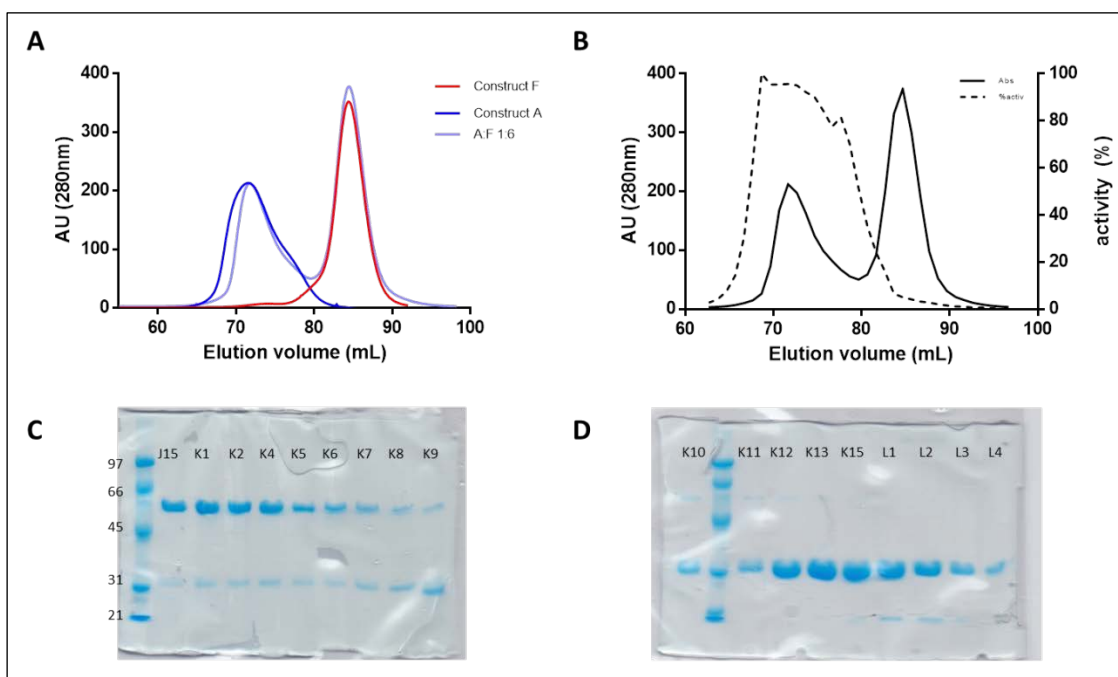 A
AU (280nm)
400
300
200
100
0
60 70 80 90 100
Elution volume (mL)
Construct F
Construct A
A:F 1:6
B
AU (280nm)
400
300
200
100
0
60 70 80 90 100
Elution volume (mL)
100
80
60
40
20
0
activity (%)
Abs
%activ
C
J15 K1 K2 K4 K5 K6 K7 K8 K9
97
66
45
31
21
D
K10 K11 K12 K13 K15 L1 L2 L3 L4